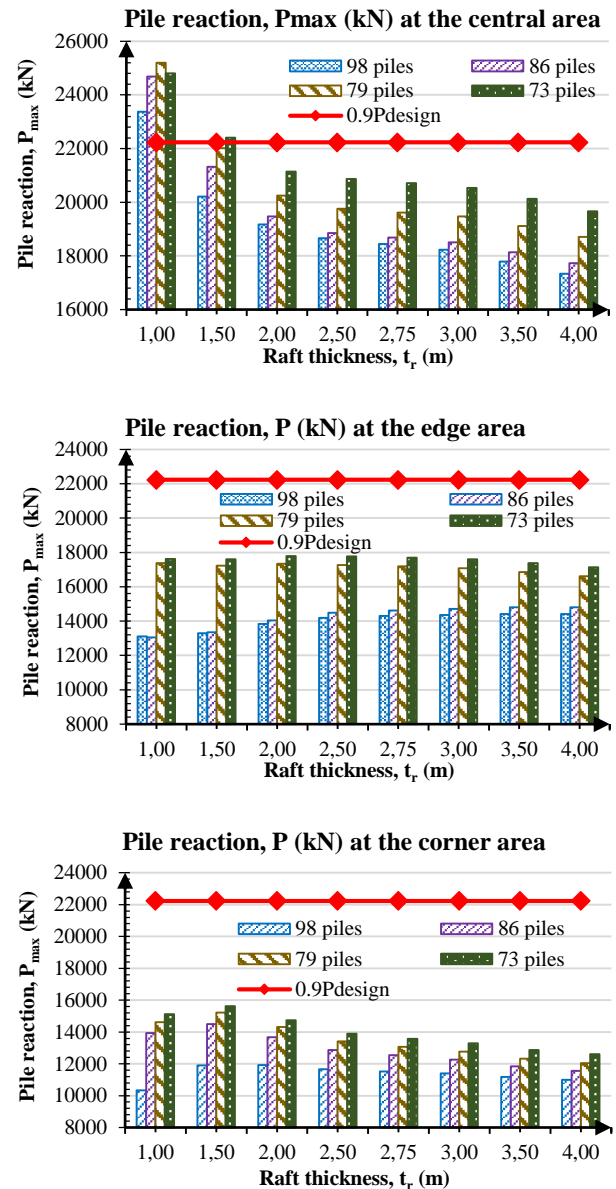 Pile reaction, Pmax (kN) at the central area
Pile reaction, P_max (kN)
26000
24000
22000
20000
18000
16000
98 piles
86 piles
79 piles
73 piles
0.9Pdesign
1,00 1,50 2,00 2,50 2,75 3,00 3,50 4,00
Raft thickness, t_r (m)
Pile reaction, P (kN) at the edge area
Pile reaction, P_max (kN)
24000
22000
20000
18000
16000
14000
12000
10000
8000
98 piles
86 piles
79 piles
73 piles
0.9Pdesign
1,00 1,50 2,00 2,50 2,75 3,00 3,50 4,00
Raft thickness, t_r (m)
Pile reaction, P (kN) at the corner area
Pile reaction, P_max (kN)
24000
22000
20000
18000
16000
14000
12000
10000
8000
98 piles
86 piles
79 piles
73 piles
0.9Pdesign
1,00 1,50 2,00 2,50 2,75 3,00 3,50 4,00
Raft thickness, t_r (m)